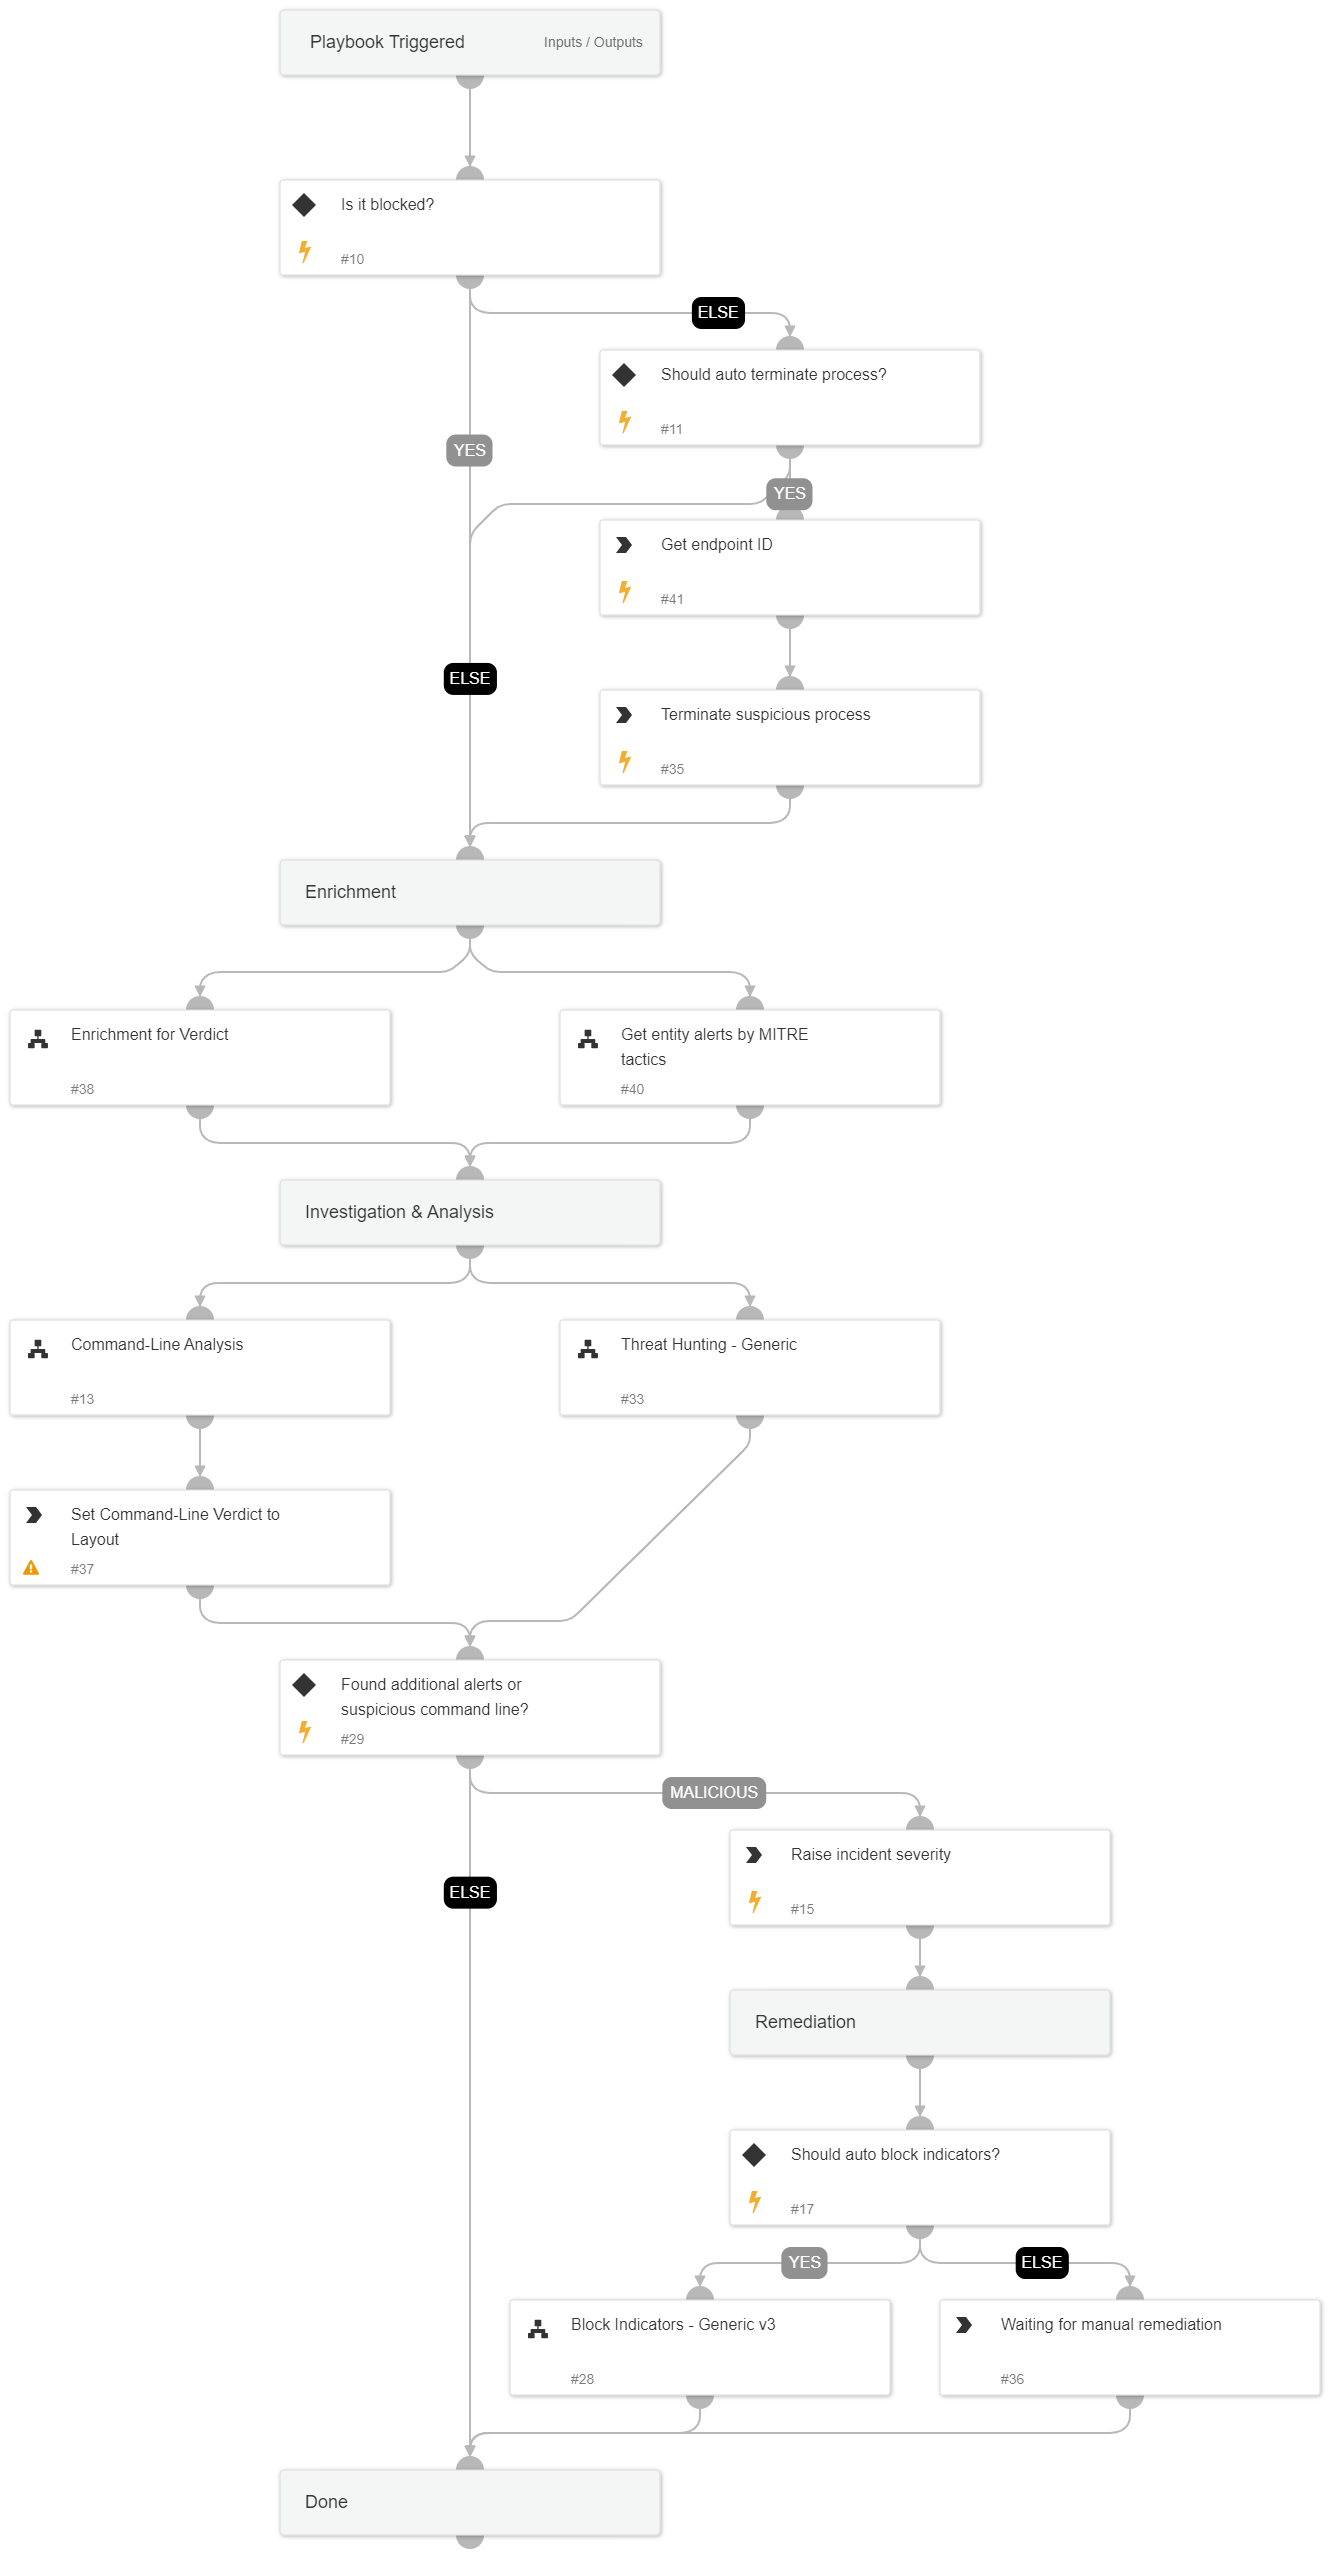 Playbook Triggered
Inputs / Outputs
Is it blocked?
#10
ELSE
Should auto terminate process?
#11
YES
YES
Get endpoint ID
#41
ELSE
Terminate suspicious process
#35
Enrichment
Enrichment for Verdict
#38
Get entity alerts by MITRE
tactics
#40
Investigation & Analysis
Command-Line Analysis
#13
Threat Hunting - Generic
#33
Set Command-Line Verdict to
Layout
#37
Found additional alerts or
suspicious command line?
#29
MALICIOUS
Raise incident severity
#15
ELSE
Remediation
Should auto block indicators?
#17
YES
ELSE
Block Indicators - Generic v3
#28
Waiting for manual remediation
#36
Done